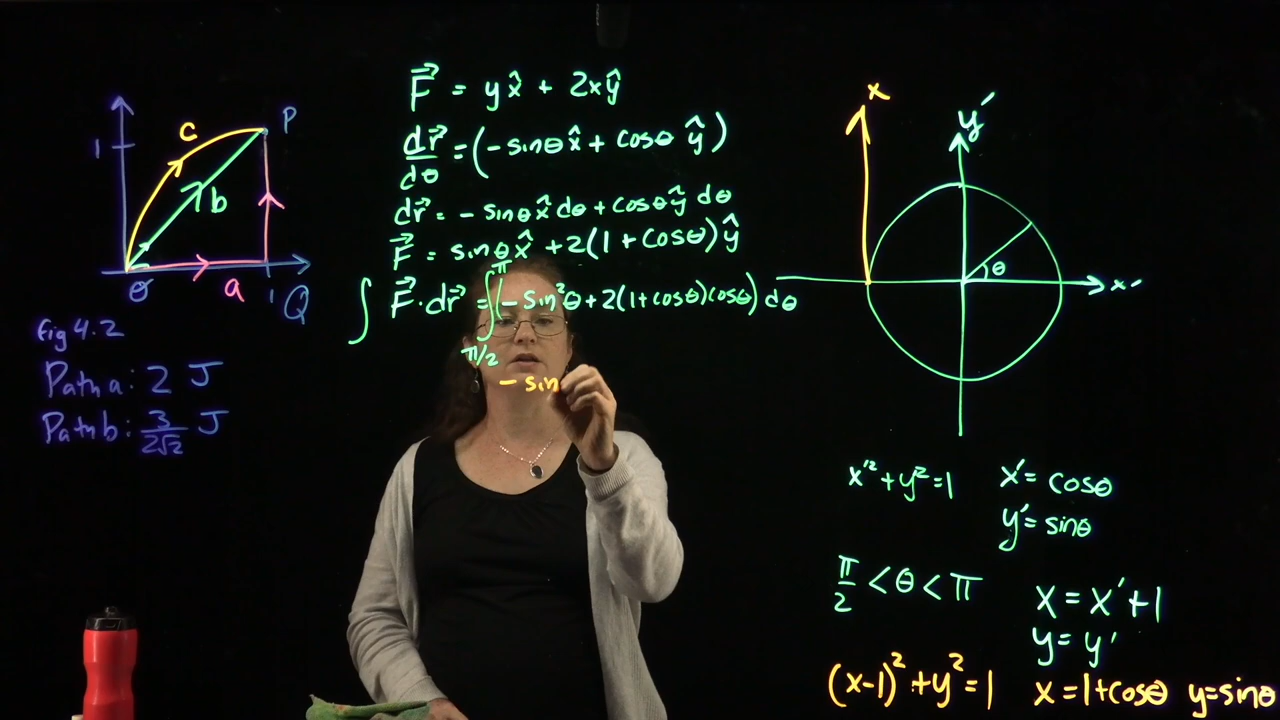 c
P
1
b
a
1
Q
O
fig 4.2
Path a: 2 J
Path b: 3/(2√2) J
F⃗ = y x̂ + 2x ŷ
dr⃗/dθ = (-sinθ x̂ + cosθ ŷ)
dr⃗ = - sinθ x̂ dθ + cosθ ŷ dθ
F⃗ = sinθ x̂ + 2(1 + cosθ) ŷ
∫ F⃗ · dr⃗ = ∫_{π/2}^{π} (- sin²θ + 2(1+cosθ)cosθ) dθ
- sin
x
y'
θ
x'
x'² + y² = 1
x' = cosθ
y' = sinθ
π/2 < θ < π
x = x' + 1
y = y'
(x-1)² + y² = 1
x = 1+cosθ y=sinθ